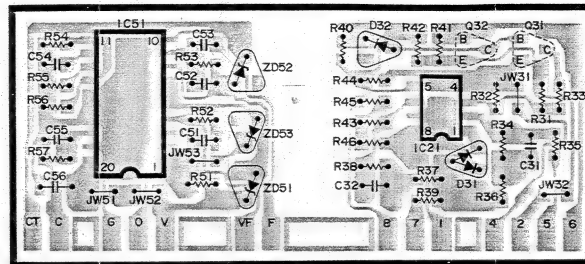 IC51
R54
11
10
C53
C54
R53
R55
C52
ZD52
R56
R52
C55
C51
ZD53
R57
JW53
20
1
C56
R51
JW51
JW52
ZD51
CT C G O V VF F
R40
D32
R42
R41
Q32
Q31
B
C
E
B
C
E
R44
5
4
R32
JW31
R33
R45
R43
R31
8
R34
R46
IC21
R35
C31
R38
R37
D31
C32
R39
R36
JW32
8 7 1 4 2 5 6